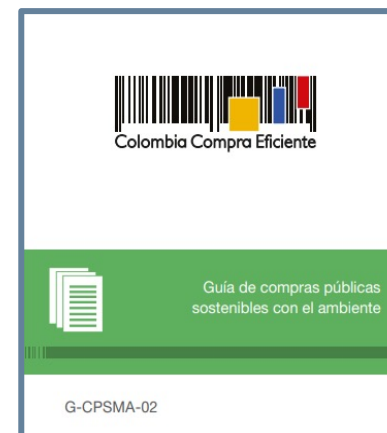 Colombia Compra Eficiente
Guía de compras públicas
sostenibles con el ambiente
G-CPSMA-02